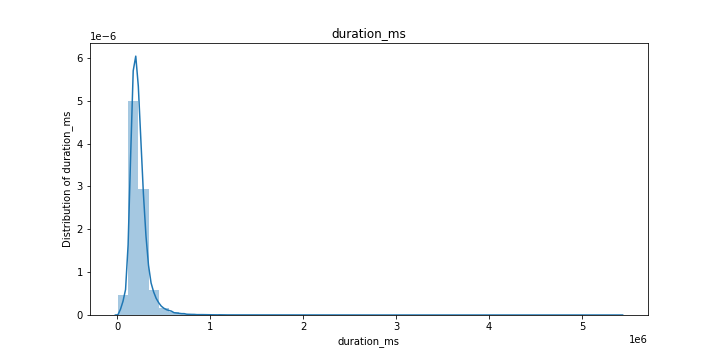 duration_ms
1e−6
6
5
4
3
2
1
0
Distribution of duration_ms
0 1 2 3 4 5
1e6
duration_ms